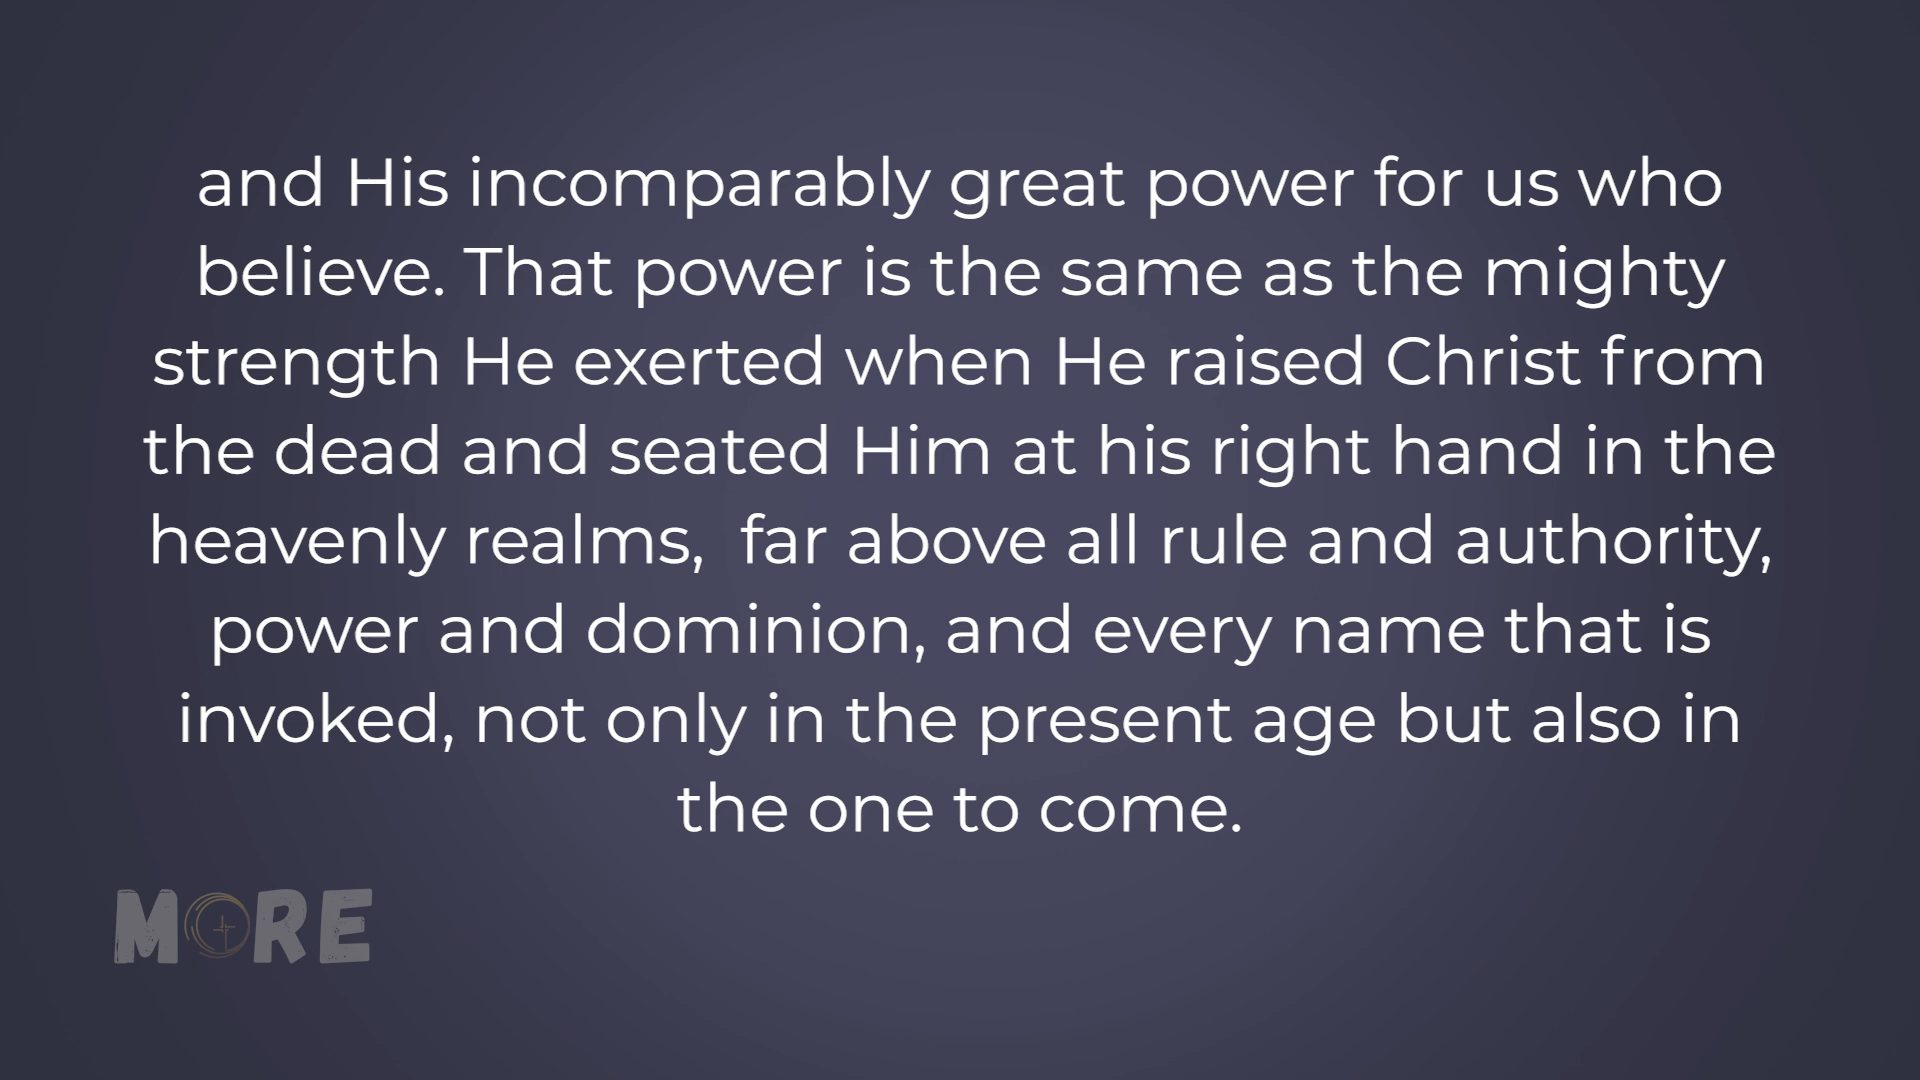 and His incomparably great power for us who
believe. That power is the same as the mighty
strength He exerted when He raised Christ from
the dead and seated Him at his right hand in the
heavenly realms,  far above all rule and authority,
power and dominion, and every name that is
invoked, not only in the present age but also in
the one to come.
MORE